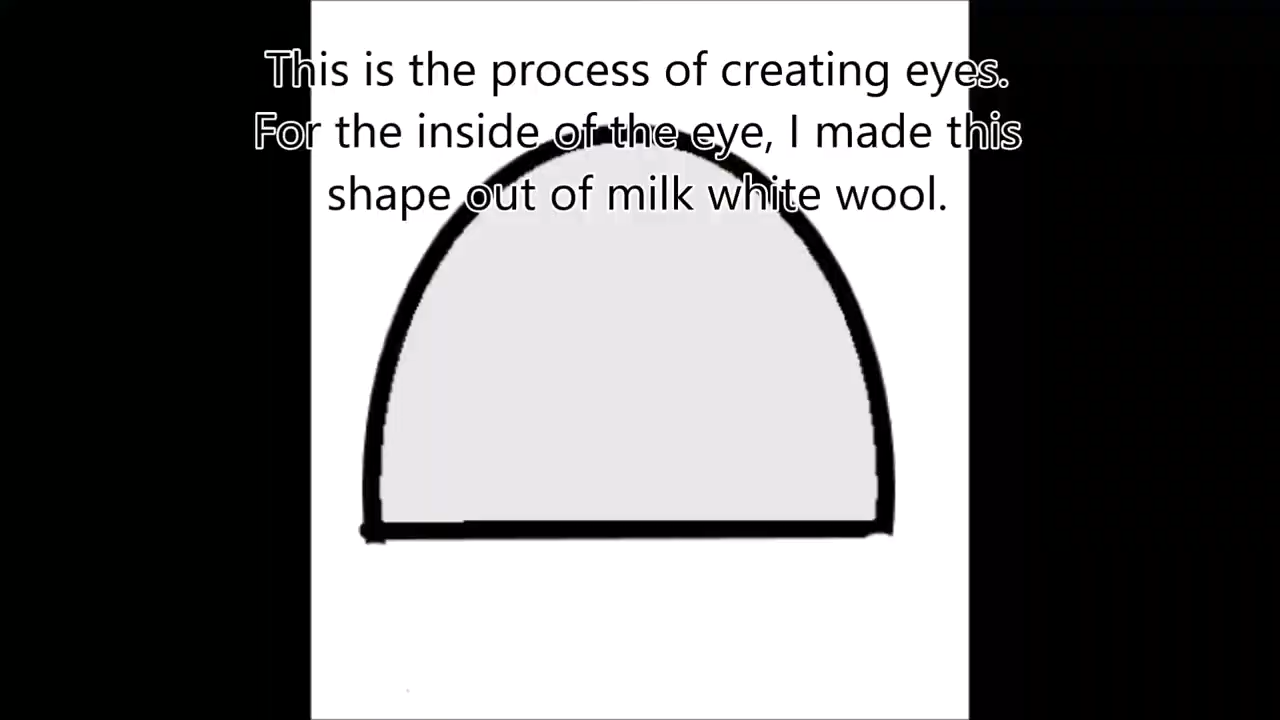 This is the process of creating eyes.
For the inside of the eye, I made this
shape out of milk white wool.